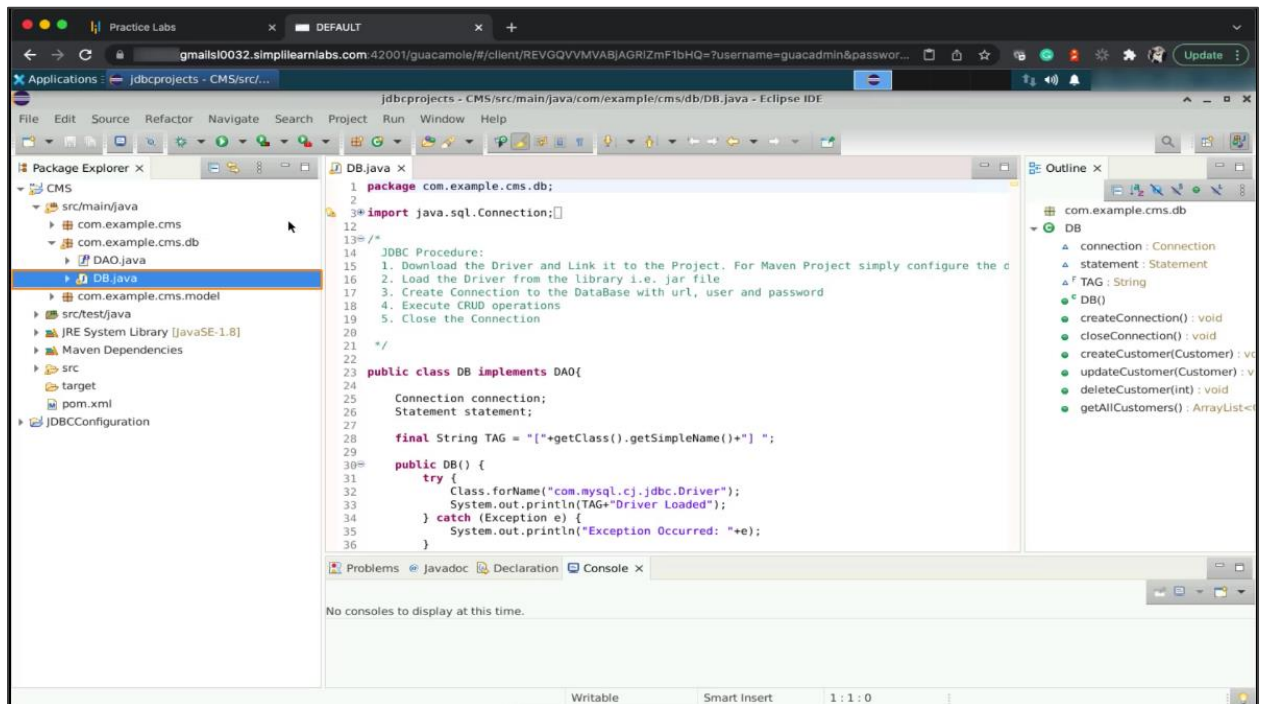 Practice Labs
DEFAULT
gmailsl0032.simplilearnlabs.com:42001/guacamole/#/client/REVGQVVMVABjAGRlZmF1bHQ=?username=guacadmin&passwor...
Update
Applications
jdbcprojects - CMS/src/...
jdbcprojects - CMS/src/main/java/com/example/cms/db/DB.java - Eclipse IDE
File Edit Source Refactor Navigate Search Project Run Window Help
Package Explorer
CMS
src/main/java
com.example.cms
com.example.cms.db
DAO.java
DB.java
com.example.cms.model
src/test/java
JRE System Library [JavaSE-1.8]
Maven Dependencies
src
target
pom.xml
JDBCConfiguration
DB.java
1 package com.example.cms.db;
2
3 import java.sql.Connection;
12
13 /*
14 JDBC Procedure:
15 1. Download the Driver and Link it to the Project. For Maven Project simply configure the d
16 2. Load the Driver from the library i.e. jar file
17 3. Create Connection to the DataBase with url, user and password
18 4. Execute CRUD operations
19 5. Close the Connection
20
21 */
22
23 public class DB implements DAO{
24
25 Connection connection;
26 Statement statement;
27
28 final String TAG = "["+getClass().getSimpleName()+"] ";
29
30 public DB() {
31 try {
32 Class.forName("com.mysql.cj.jdbc.Driver");
33 System.out.println(TAG+"Driver Loaded");
34 } catch (Exception e) {
35 System.out.println("Exception Occurred: "+e);
36 }
Outline
com.example.cms.db
DB
connection : Connection
statement : Statement
F TAG : String
c DB()
createConnection() : void
closeConnection() : void
createCustomer(Customer) : vo
updateCustomer(Customer) : v
deleteCustomer(int) : void
getAllCustomers() : ArrayList<
Problems Javadoc Declaration Console
No consoles to display at this time.
Writable Smart Insert 1 : 1 : 0